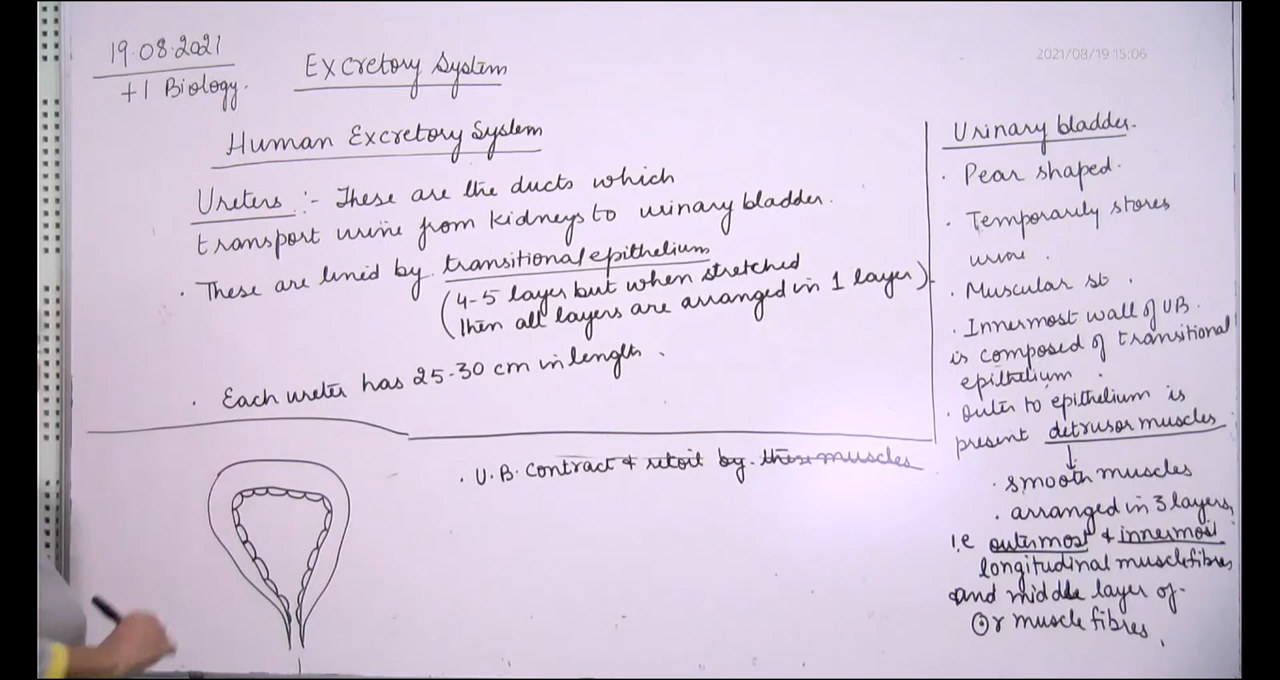 19.08.2021
+1 Biology.
Excretory System
2021/08/19 15:06
Human Excretory System
Ureters :- These are the ducts which
transport urine from kidneys to urinary bladder.
. These are lined by transitional epithelium
(4-5 layer but when stretched
then all layers are arranged in 1 layer).
. Each ureter has 25-30 cm in length.
Urinary bladder.
. Pear shaped.
. Temporarily stores
urine.
. Muscular st.
. Innermost wall of UB.
is composed of transitional
epithelium.
. outer to epithelium is
present detrusor muscles
↓
. smooth muscles
. arranged in 3 layers,
i.e outermost & innermost
longitudinal muscle fibres
and middle layer of
⊙r muscle fibres.
. U.B. contract & by these muscles